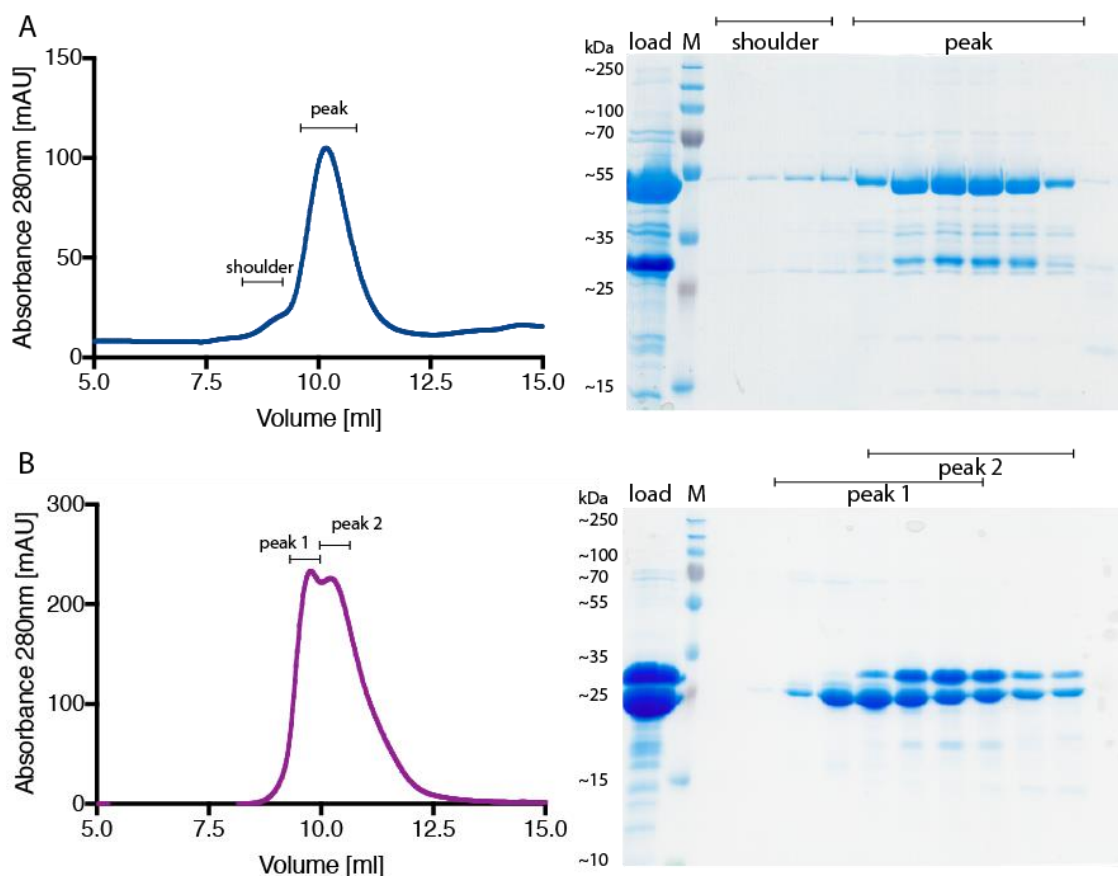 A
Absorbance 280nm [mAU]
150
100
50
0
peak
shoulder
5.0 7.5 10.0 12.5 15.0
Volume [ml]
kDa load M shoulder peak
~250
~100
~70
~55
~35
~25
~15
B
Absorbance 280nm [mAU]
300
200
100
0
peak 1 peak 2
5.0 7.5 10.0 12.5 15.0
Volume [ml]
peak 2
kDa load M peak 1
~250
~100
~70
~55
~35
~25
~15
~10